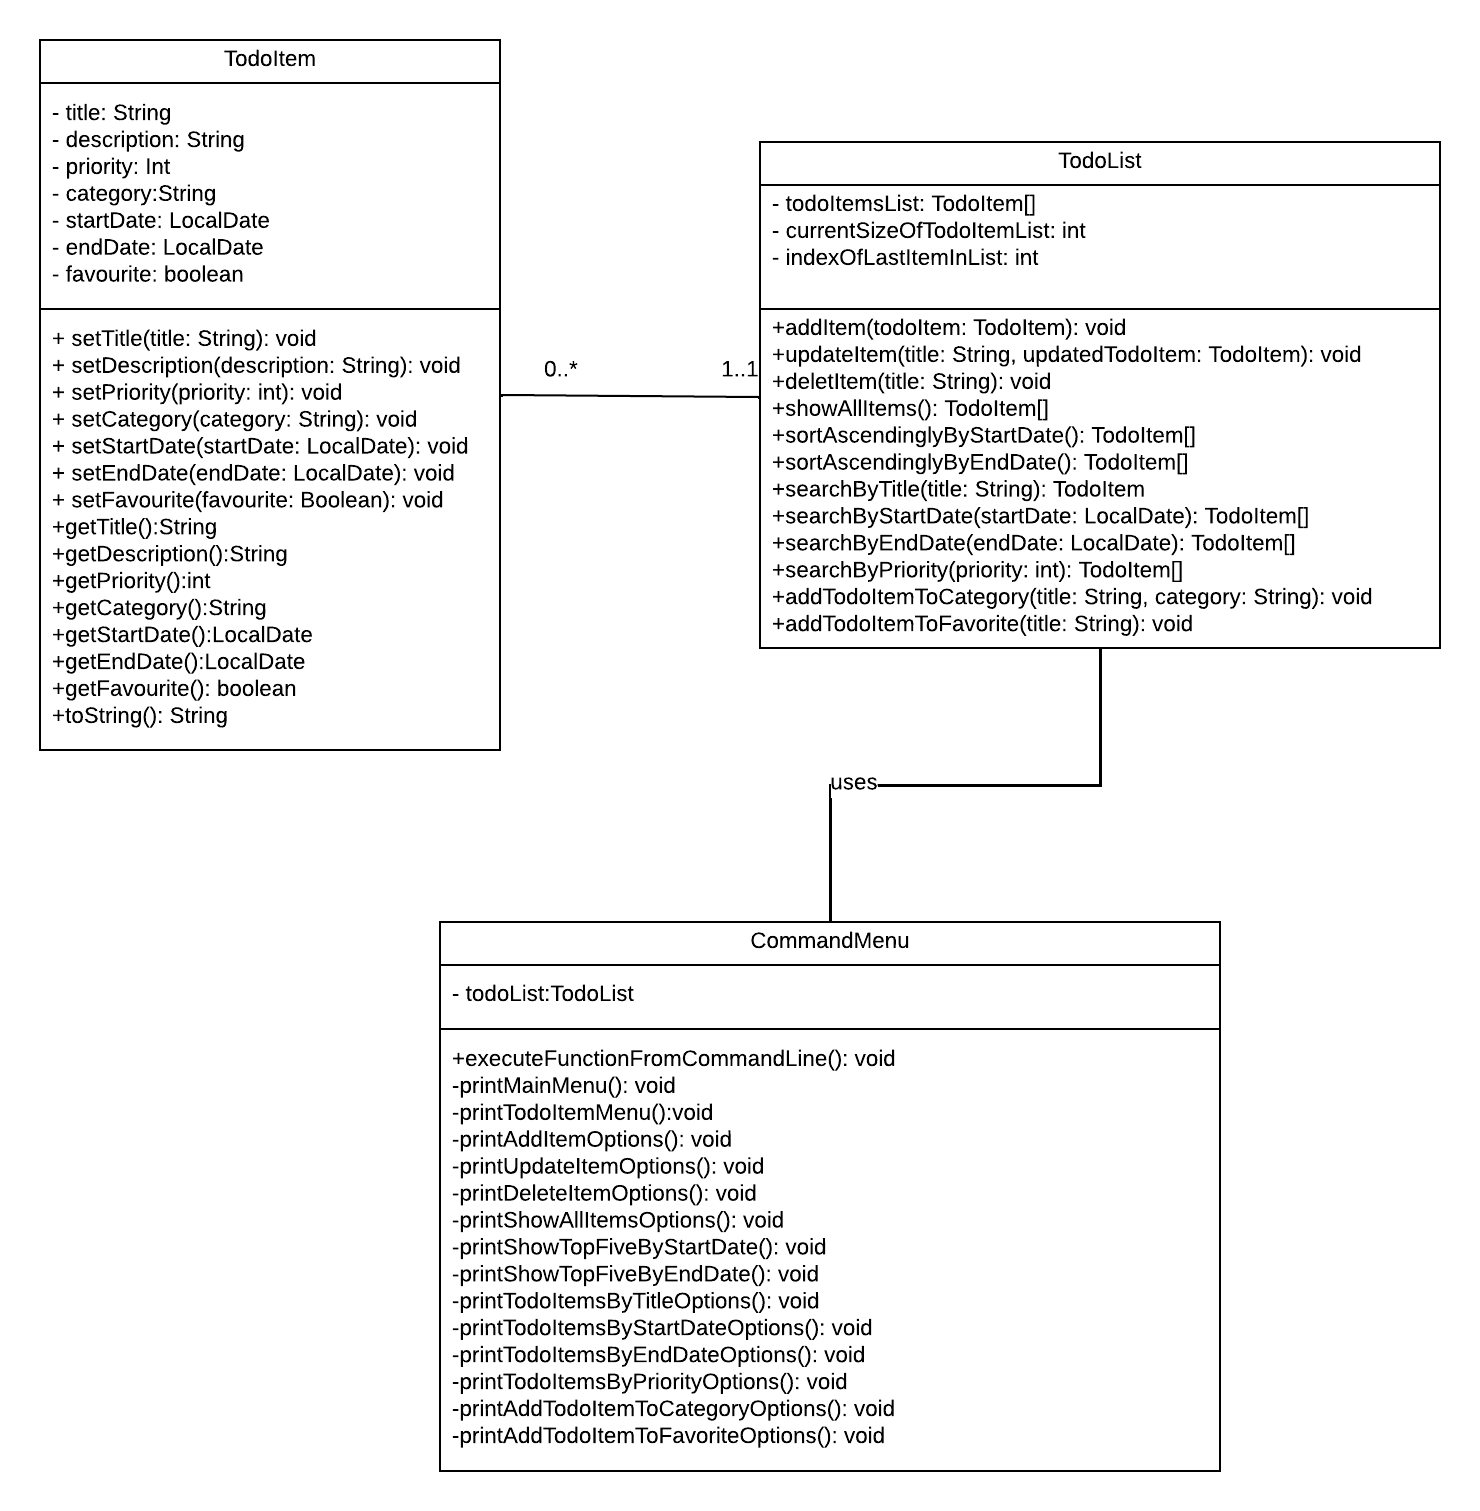 TodoItem
- title: String
- description: String
- priority: Int
- category:String
- startDate: LocalDate
- endDate: LocalDate
- favourite: boolean
+ setTitle(title: String): void
+ setDescription(description: String): void
+ setPriority(priority: int): void
+ setCategory(category: String): void
+ setStartDate(startDate: LocalDate): void
+ setEndDate(endDate: LocalDate): void
+ setFavourite(favourite: Boolean): void
+getTitle():String
+getDescription():String
+getPriority():int
+getCategory():String
+getStartDate():LocalDate
+getEndDate():LocalDate
+getFavourite(): boolean
+toString(): String
0..*
1..1
TodoList
- todoItemsList: TodoItem[]
- currentSizeOfTodoItemList: int
- indexOfLastItemInList: int
+addItem(todoItem: TodoItem): void
+updateItem(title: String, updatedTodoItem: TodoItem): void
+deletItem(title: String): void
+showAllItems(): TodoItem[]
+sortAscendinglyByStartDate(): TodoItem[]
+sortAscendinglyByEndDate(): TodoItem[]
+searchByTitle(title: String): TodoItem
+searchByStartDate(startDate: LocalDate): TodoItem[]
+searchByEndDate(endDate: LocalDate): TodoItem[]
+searchByPriority(priority: int): TodoItem[]
+addTodoItemToCategory(title: String, category: String): void
+addTodoItemToFavorite(title: String): void
uses
CommandMenu
- todoList:TodoList
+executeFunctionFromCommandLine(): void
-printMainMenu(): void
-printTodoItemMenu():void
-printAddItemOptions(): void
-printUpdateItemOptions(): void
-printDeleteItemOptions(): void
-printShowAllItemsOptions(): void
-printShowTopFiveByStartDate(): void
-printShowTopFiveByEndDate(): void
-printTodoItemsByTitleOptions(): void
-printTodoItemsByStartDateOptions(): void
-printTodoItemsByEndDateOptions(): void
-printTodoItemsByPriorityOptions(): void
-printAddTodoItemToCategoryOptions(): void
-printAddTodoItemToFavoriteOptions(): void